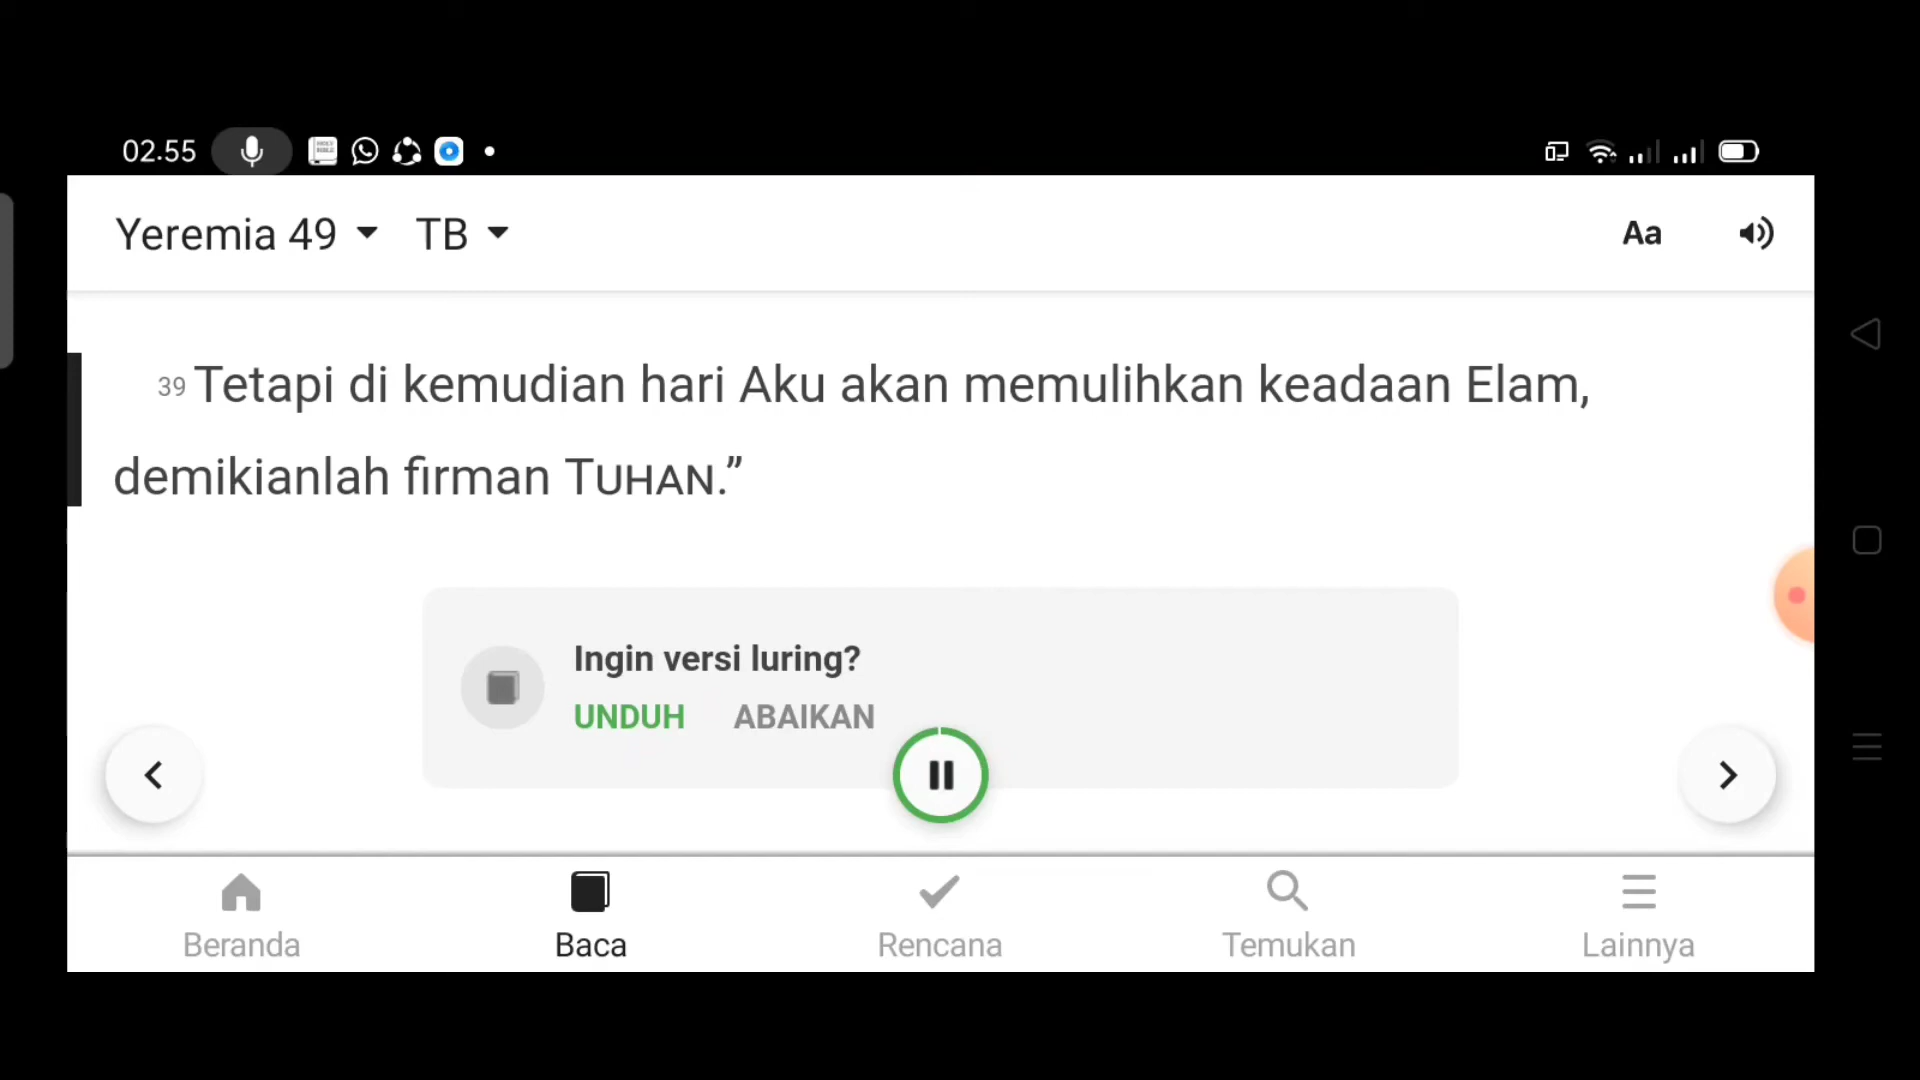 02.55
Yeremia 49 TB Aa
39 Tetapi di kemudian hari Aku akan memulihkan keadaan Elam,
demikianlah firman TUHAN.”
Ingin versi luring?
UNDUH ABAIKAN
Beranda Baca Rencana Temukan Lainnya